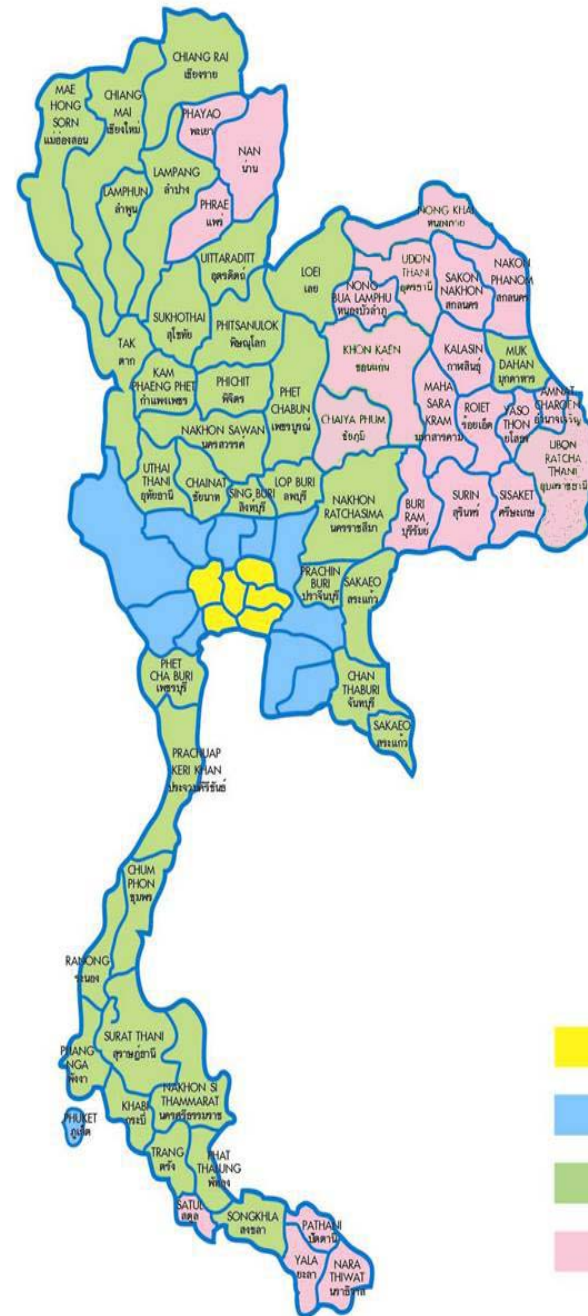 CHIANG RAI
เชียงราย
MAE
HONG
SORN
แม่ฮ่องสอน
CHIANG
MAI
เชียงใหม่
PHAYAO
พะเยา
NAN
น่าน
LAMPANG
ลำปาง
LAMPHUN
ลำพูน
PHRAE
แพร่
UITTARADITT
อุตรดิตถ์
LOEI
เลย
NONG KHAI
หนองคาย
UDON
THANI
อุดรธานี
NONG
BUA LAMPHU
หนองบัวลำภู
SAKON
NAKHON
สกลนคร
NAKON
PHANOM
สกลนคร
SUKHOTHAI
สุโขทัย
PHITSANULOK
พิษณุโลก
TAK
ตาก
KAM
PHAENG PHET
กำแพงเพชร
PHICHIT
พิจิตร
PHET
CHABUN
เพชรบูรณ์
KHON KAEN
ขอนแก่น
KALASIN
กาฬสินธุ์
MUK
DAHAN
มุกดาหาร
MAHA
SARA
KRAM
มหาสารคาม
ROIET
ร้อยเอ็ด
YASO
THON
ยโสธร
AMNAT
CHAROEN
อำนาจเจริญ
UBON
RATCHA
THANI
อุบลราชธานี
NAKHON SAWAN
นครสวรรค์
CHAIYA PHUM
ชัยภูมิ
UTHAI
THANI
อุทัยธานี
CHAINAT
ชัยนาท
SING BURI
สิงห์บุรี
LOP BURI
ลพบุรี
NAKHON
RATCHASIMA
นครราชสีมา
BURI
RAM
บุรีรัมย์
SURIN
สุรินทร์
SISAKET
ศรีษะเกษ
PRACHIN
BURI
ปราจีนบุรี
SAKAEO
สระแก้ว
PHET
CHA BURI
เพชรบุรี
CHAN
THABURI
จันทบุรี
SAKAEO
สระแก้ว
PRACHUAP
KERI KHAN
ประจวบคีรีขันธ์
CHUM
PHON
ชุมพร
RANONG
ระนอง
SURAT THANI
สุราษฎ์ธานี
PHANG
NGA
พังงา
PHUKET
ภูเก็ต
KHABI
กระบี่
NAKHON SI
THAMMARAT
นครศรีธรรมราช
TRANG
ตรัง
PHAT
THALUNG
พัทลุง
SATUL
สตูล
SONGKHLA
สงขลา
PATHANI
ปัตตานี
YALA
ยะลา
NARA
THIWAT
นราธิวาส